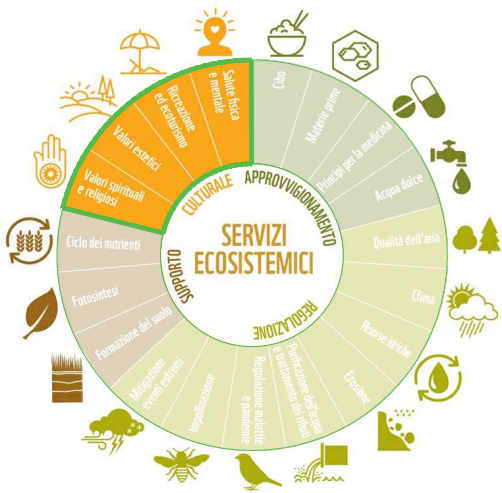 SERVIZI
ECOSISTEMICI
APPROVVIGIONAMENTO
Cibo
Materie prime
Principi per la medicina
Acqua dolce
REGOLAZIONE
Qualità dell'aria
Clima
Risorse idriche
Erosione
Purificazione dell'acqua
e trattamento dei rifiuti
Regolazione malattie
e pandemie
Impollinazione
Mitigazione
eventi estremi
SUPPORTO
Formazione del suolo
Fotosintesi
Ciclo dei nutrienti
CULTURALE
Valori spirituali
e religiosi
Valori estetici
Ricreazione
ed ecoturismo
Salute fisica
e mentale